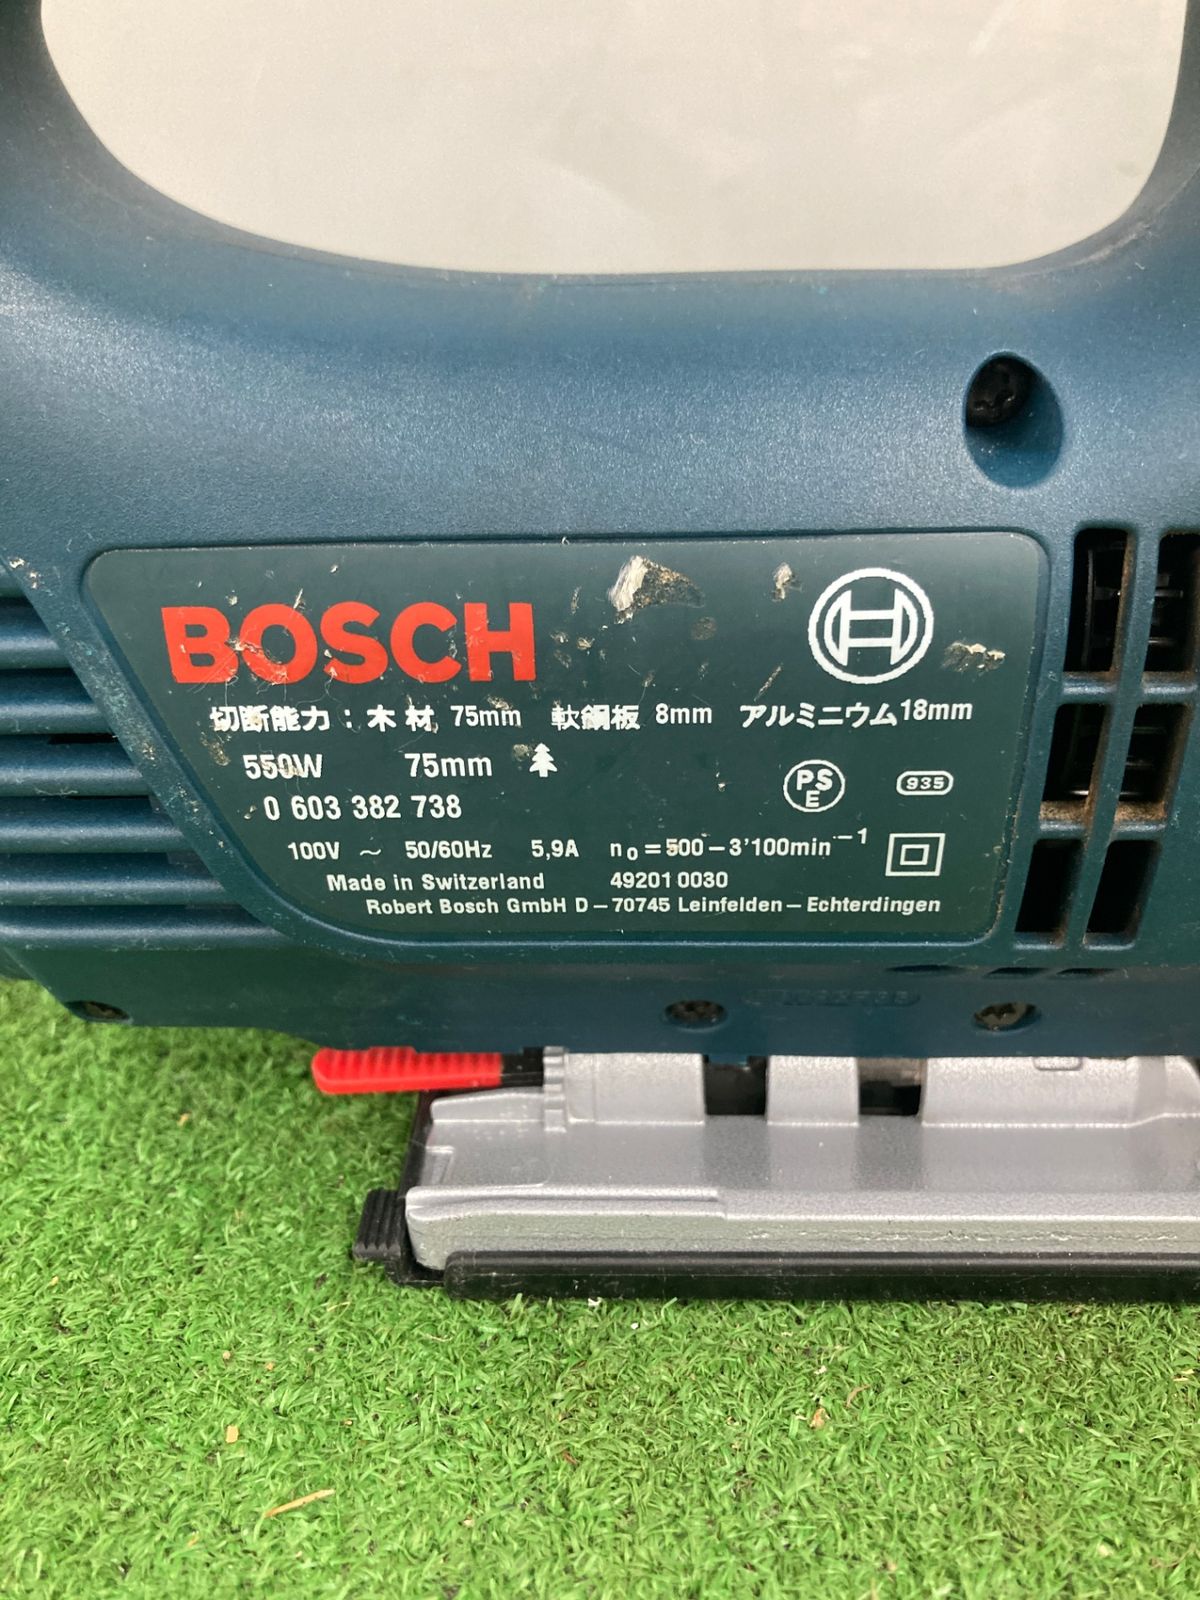 BOSCH
切断能力：木材 75mm 軟鋼板 8mm アルミニウム18mm
550W 75mm
PS E 935
0 603 382 738
100V ~ 50/60Hz 5,9A n₀=500-3'100min⁻¹
Made in Switzerland 49201 0030
Robert Bosch GmbH D-70745 Leinfelden-Echterdingen